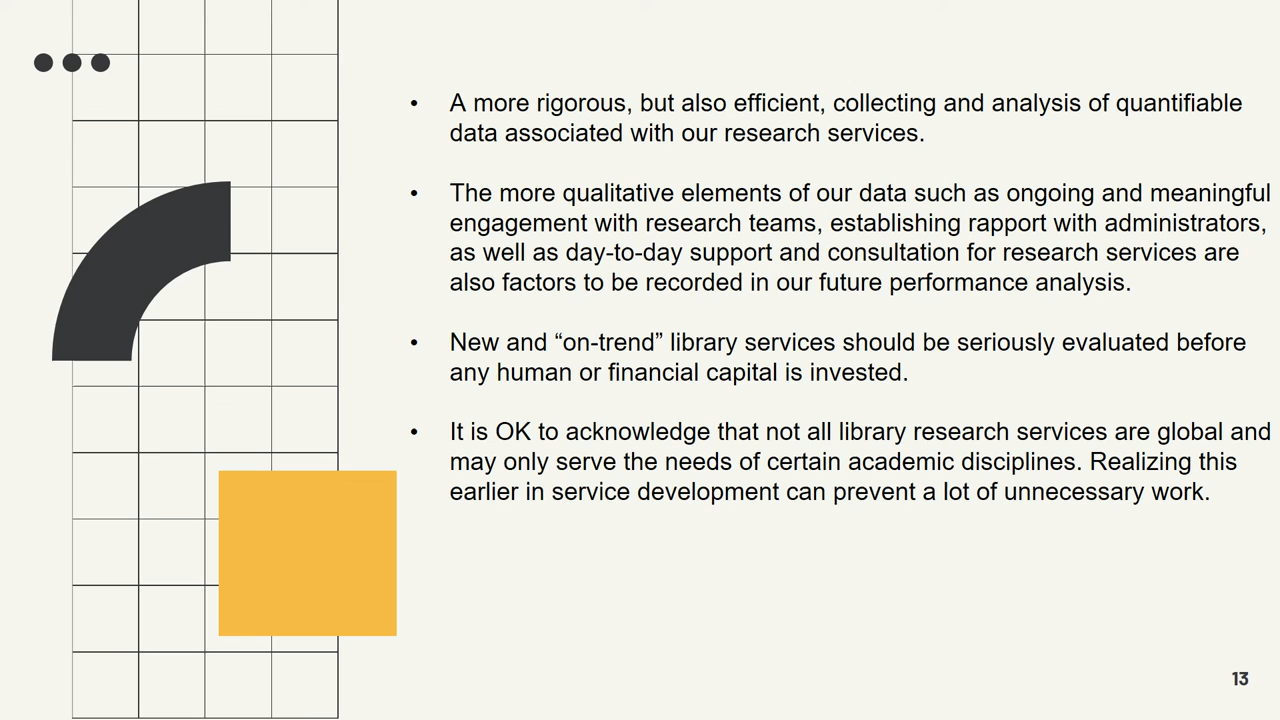 • A more rigorous, but also efficient, collecting and analysis of quantifiable
data associated with our research services.
• The more qualitative elements of our data such as ongoing and meaningful
engagement with research teams, establishing rapport with administrators,
as well as day-to-day support and consultation for research services are
also factors to be recorded in our future performance analysis.
• New and “on-trend” library services should be seriously evaluated before
any human or financial capital is invested.
• It is OK to acknowledge that not all library research services are global and
may only serve the needs of certain academic disciplines. Realizing this
earlier in service development can prevent a lot of unnecessary work.
13